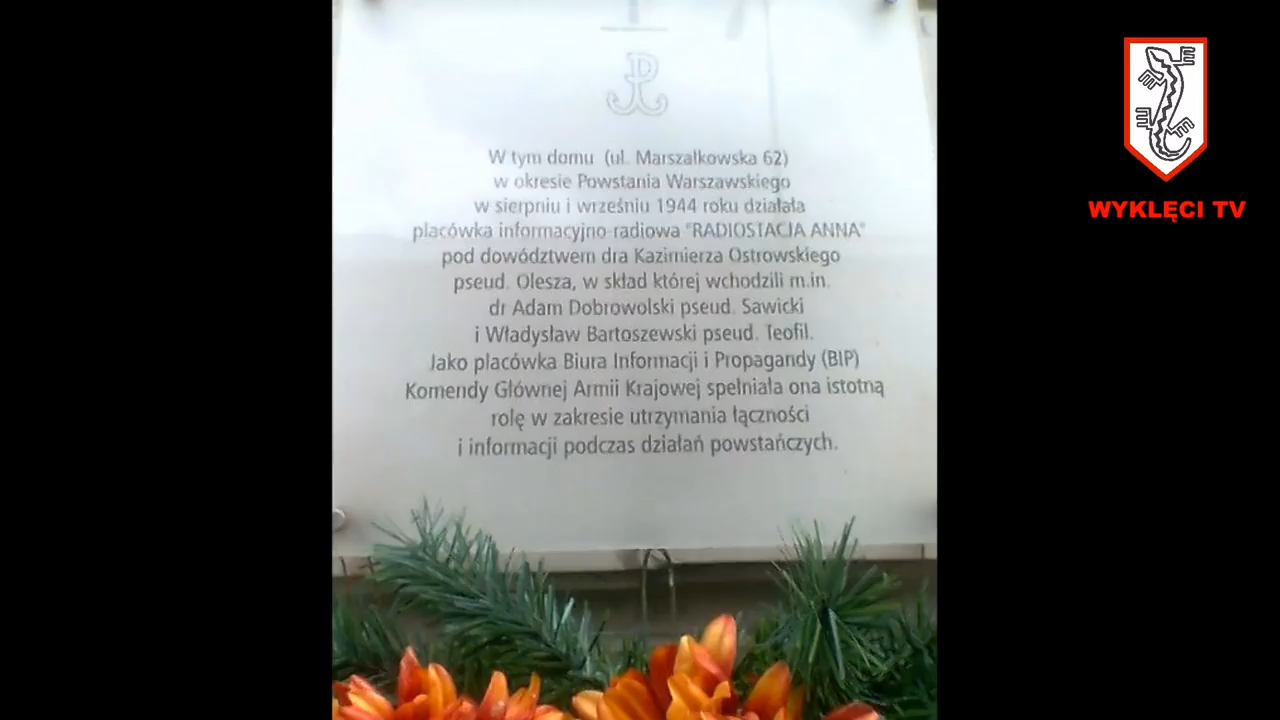 W tym domu (ul. Marszałkowska 62)
w okresie Powstania Warszawskiego
w sierpniu i wrześniu 1944 roku działała
placówka informacyjno-radiowa "RADIOSTACJA ANNA"
pod dowództwem dra Kazimierza Ostrowskiego
pseud. Olesza, w skład której wchodzili m.in.
dr Adam Dobrowolski pseud. Sawicki
i Władysław Bartoszewski pseud. Teofil.
Jako placówka Biura Informacji i Propagandy (BIP)
Komendy Głównej Armii Krajowej spełniała ona istotną
rolę w zakresie utrzymania łączności
i informacji podczas działań powstańczych.
WYKLĘCI TV